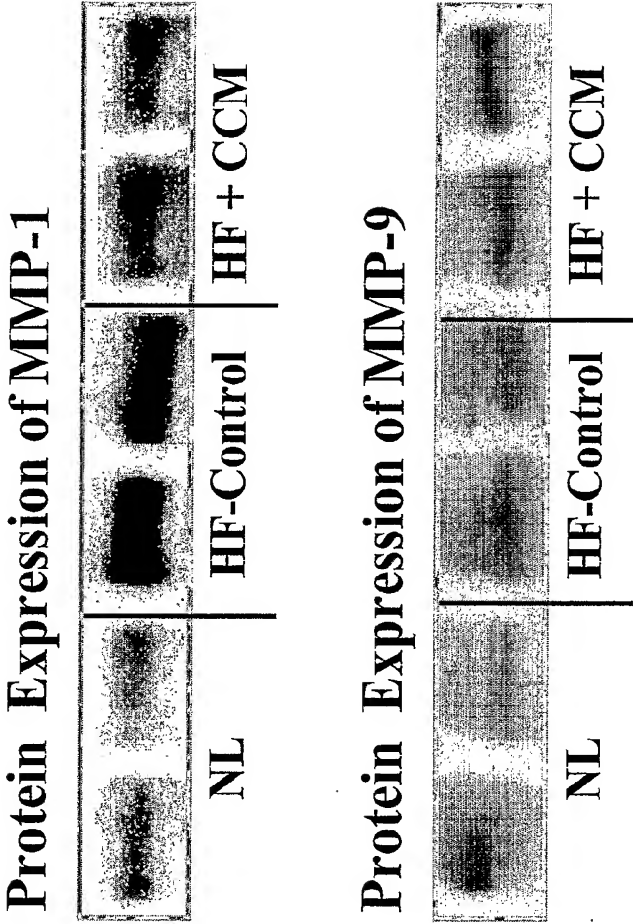 Protein Expression of MMP-1
NL HF-Control HF + CCM
Protein Expression of MMP-9
NL HF-Control HF + CCM